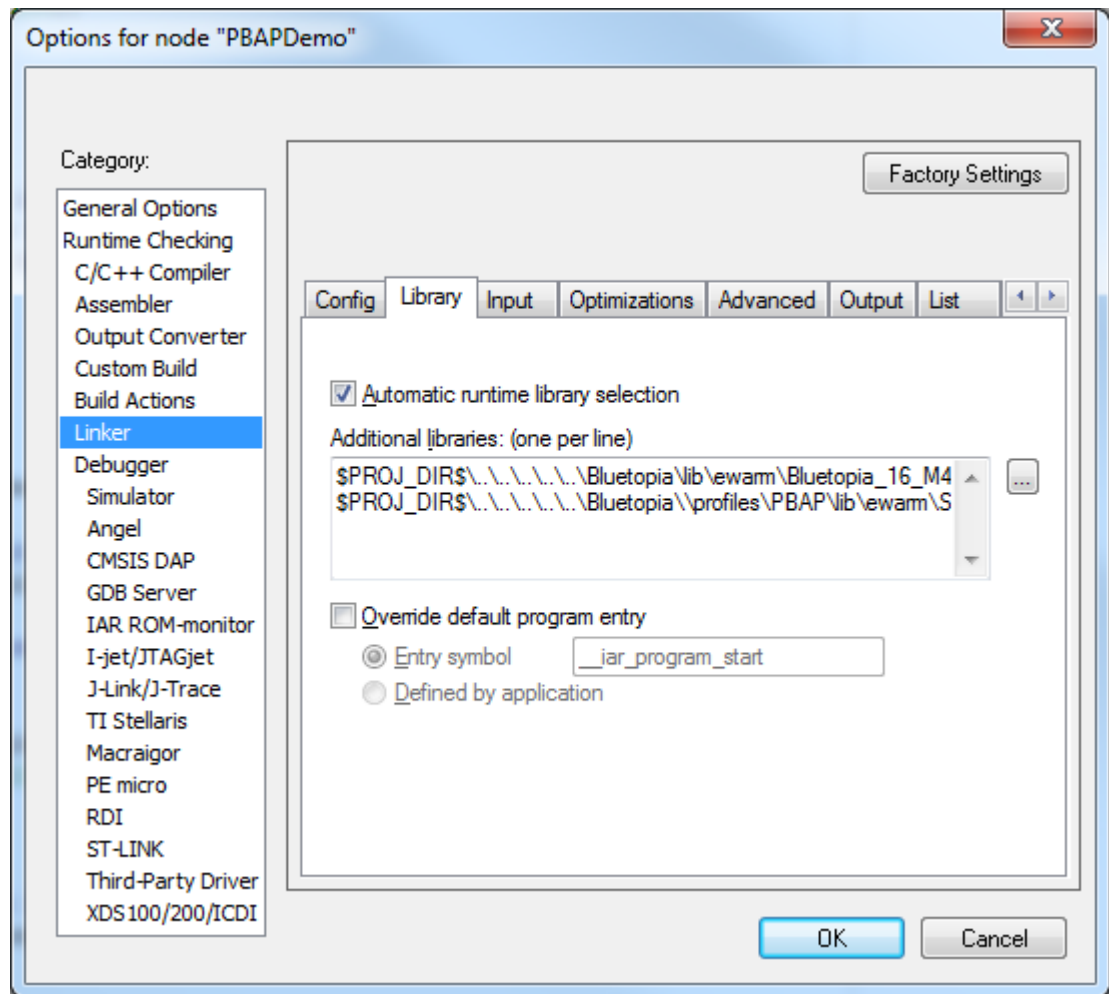 Options for node "PBAPDemo"
Category:
General Options
Runtime Checking
C/C++ Compiler
Assembler
Output Converter
Custom Build
Build Actions
Linker
Debugger
Simulator
Angel
CMSIS DAP
GDB Server
IAR ROM-monitor
I-jet/JTAGjet
J-Link/J-Trace
TI Stellaris
Macraigor
PE micro
RDI
ST-LINK
Third-Party Driver
XDS100/200/ICDI
Factory Settings
Config Library Input Optimizations Advanced Output List
Automatic runtime library selection
Additional libraries: (one per line)
$PROJ_DIR$\..\..\..\..\..\Bluetopia\lib\ewarm\Bluetopia_16_M4
$PROJ_DIR$\..\..\..\..\..\Bluetopia\\profiles\PBAP\lib\ewarm\S
...
Override default program entry
Entry symbol __iar_program_start
Defined by application
OK Cancel